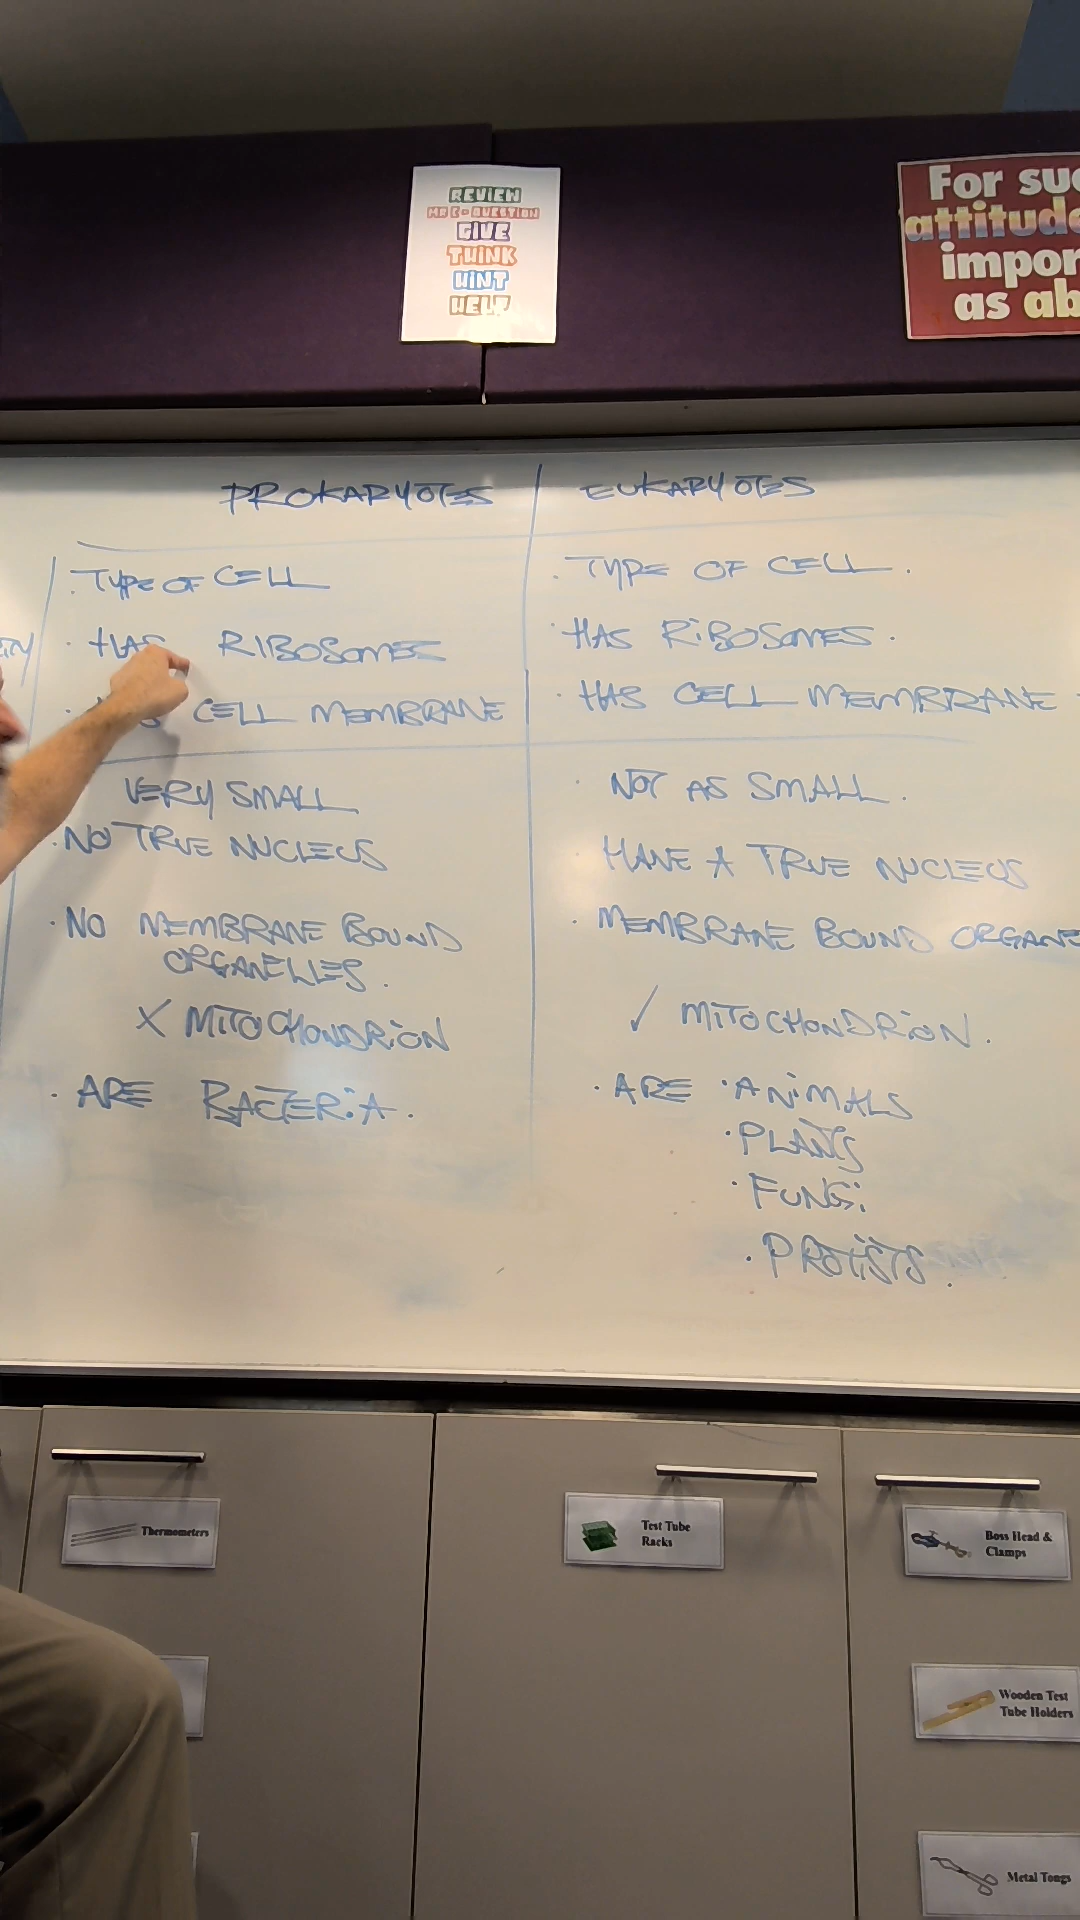 REVIEW
MR E-QUESTION
GIVE
THINK
HINT
HELP
For suc
attitude
impor
as ab
PROKARYOTES
· TYPE OF CELL
· HAS RIBOSOMES
· CELL MEMBRANE
VERY SMALL
· NO TRUE NUCLEUS
· NO MEMBRANE BOUND
ORGANELLES.
X MITOCHONDRION
· ARE BACTERIA.
EUKARYOTES
· TYPE OF CELL.
· HAS RIBOSOMES.
· HAS CELL MEMBRANE
· NOT AS SMALL.
· HAVE A TRUE NUCLEUS
· MEMBRANE BOUND ORGANE
✓ MITOCHONDRION.
· ARE · ANIMALS
· PLANTS
· FUNGI
· PROTISTS.
Thermometers
Test Tube
Racks
Boss Head &
Clamps
Wooden Test
Tube Holders
Metal Tongs